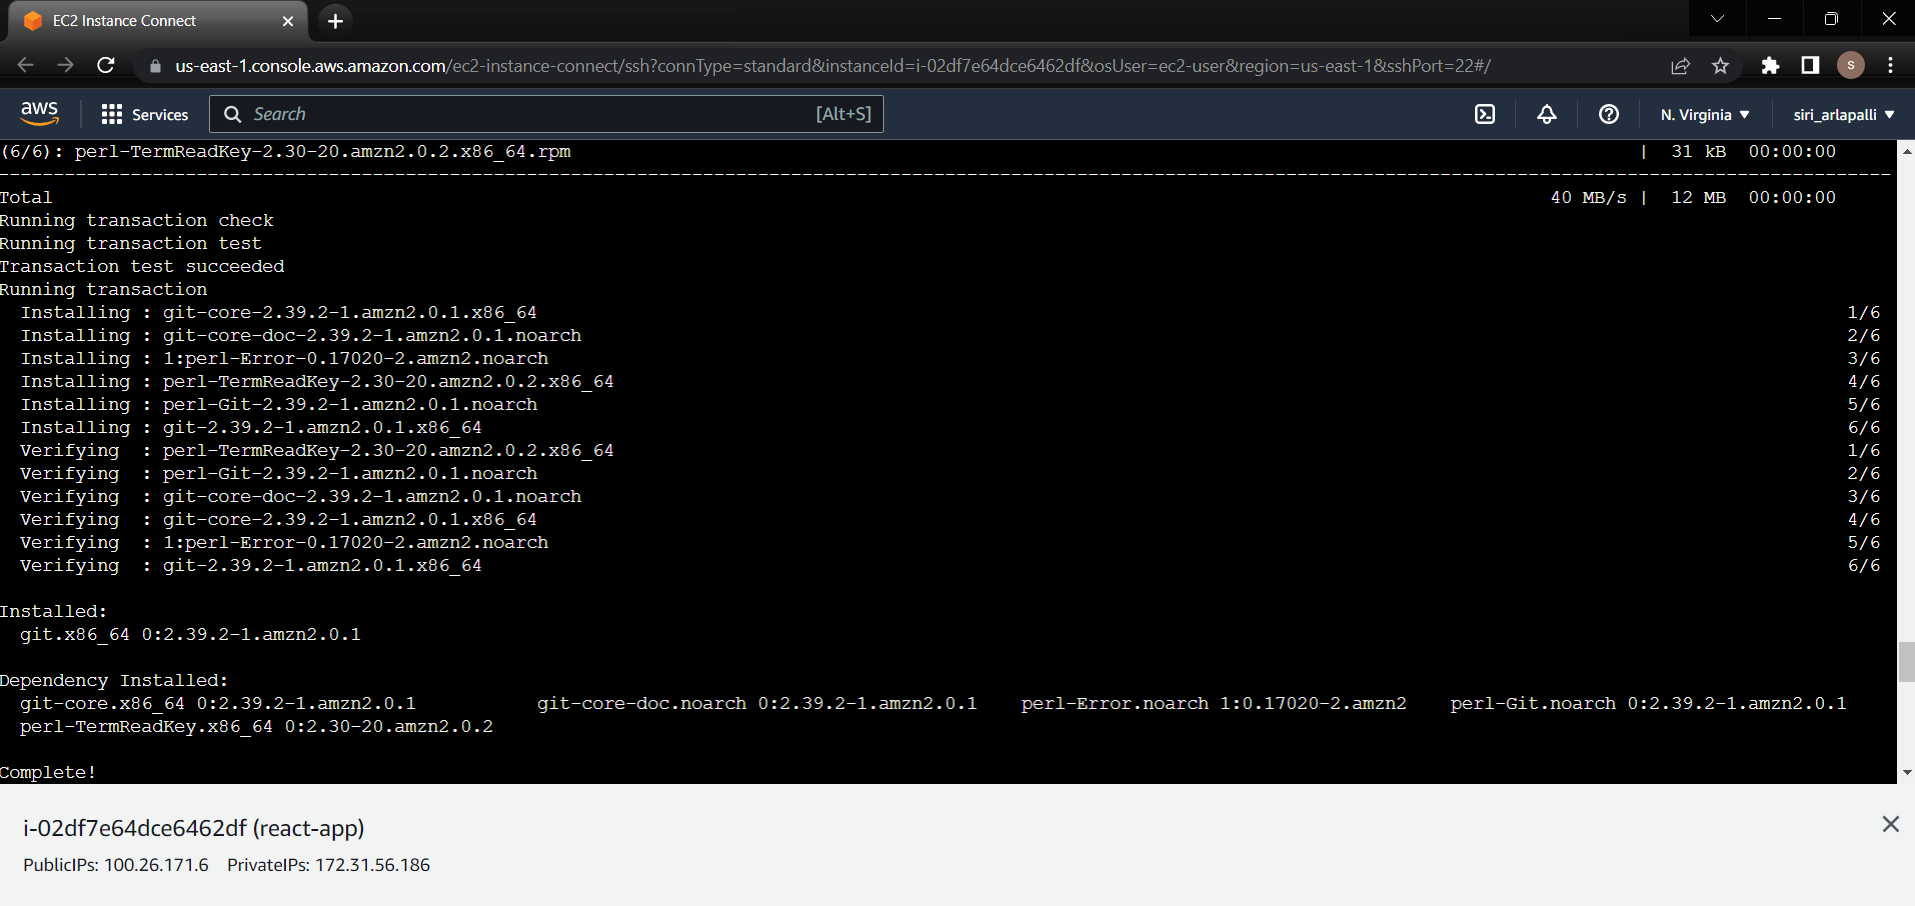 EC2 Instance Connect
us-east-1.console.aws.amazon.com/ec2-instance-connect/ssh?connType=standard&instanceId=i-02df7e64dce6462df&osUser=ec2-user&region=us-east-1&sshPort=22#/
S
aws Services Search [Alt+S] N. Virginia siri_arlapalli
(6/6): perl-TermReadKey-2.30-20.amzn2.0.2.x86_64.rpm | 31 kB 00:00:00
--------------------------------------------------------------------------------
Total 40 MB/s | 12 MB 00:00:00
Running transaction check
Running transaction test
Transaction test succeeded
Running transaction
Installing : git-core-2.39.2-1.amzn2.0.1.x86_64 1/6
Installing : git-core-doc-2.39.2-1.amzn2.0.1.noarch 2/6
Installing : 1:perl-Error-0.17020-2.amzn2.noarch 3/6
Installing : perl-TermReadKey-2.30-20.amzn2.0.2.x86_64 4/6
Installing : perl-Git-2.39.2-1.amzn2.0.1.noarch 5/6
Installing : git-2.39.2-1.amzn2.0.1.x86_64 6/6
Verifying : perl-TermReadKey-2.30-20.amzn2.0.2.x86_64 1/6
Verifying : perl-Git-2.39.2-1.amzn2.0.1.noarch 2/6
Verifying : git-core-doc-2.39.2-1.amzn2.0.1.noarch 3/6
Verifying : git-core-2.39.2-1.amzn2.0.1.x86_64 4/6
Verifying : 1:perl-Error-0.17020-2.amzn2.noarch 5/6
Verifying : git-2.39.2-1.amzn2.0.1.x86_64 6/6
Installed:
git.x86_64 0:2.39.2-1.amzn2.0.1
Dependency Installed:
git-core.x86_64 0:2.39.2-1.amzn2.0.1 git-core-doc.noarch 0:2.39.2-1.amzn2.0.1 perl-Error.noarch 1:0.17020-2.amzn2 perl-Git.noarch 0:2.39.2-1.amzn2.0.1
perl-TermReadKey.x86_64 0:2.30-20.amzn2.0.2
Complete!
i-02df7e64dce6462df (react-app)
PublicIPs: 100.26.171.6 PrivateIPs: 172.31.56.186